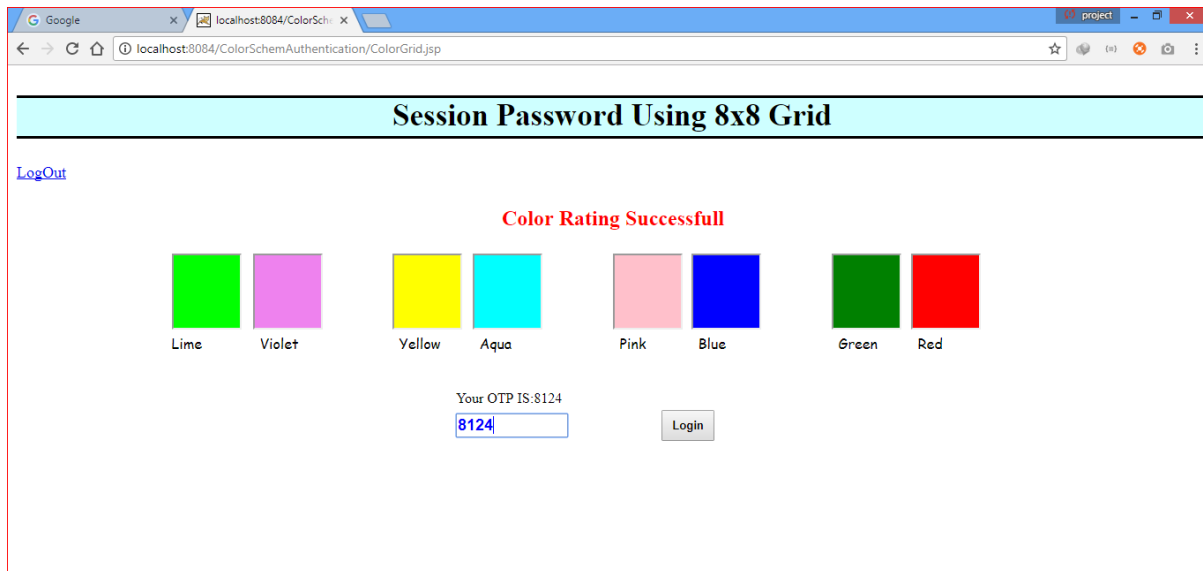 Google
localhost:8084/ColorSche
project
localhost:8084/ColorSchemAuthentication/ColorGrid.jsp
Session Password Using 8x8 Grid
LogOut
Color Rating Successfull
Lime Violet Yellow Aqua Pink Blue Green Red
Your OTP IS:8124
8124 Login